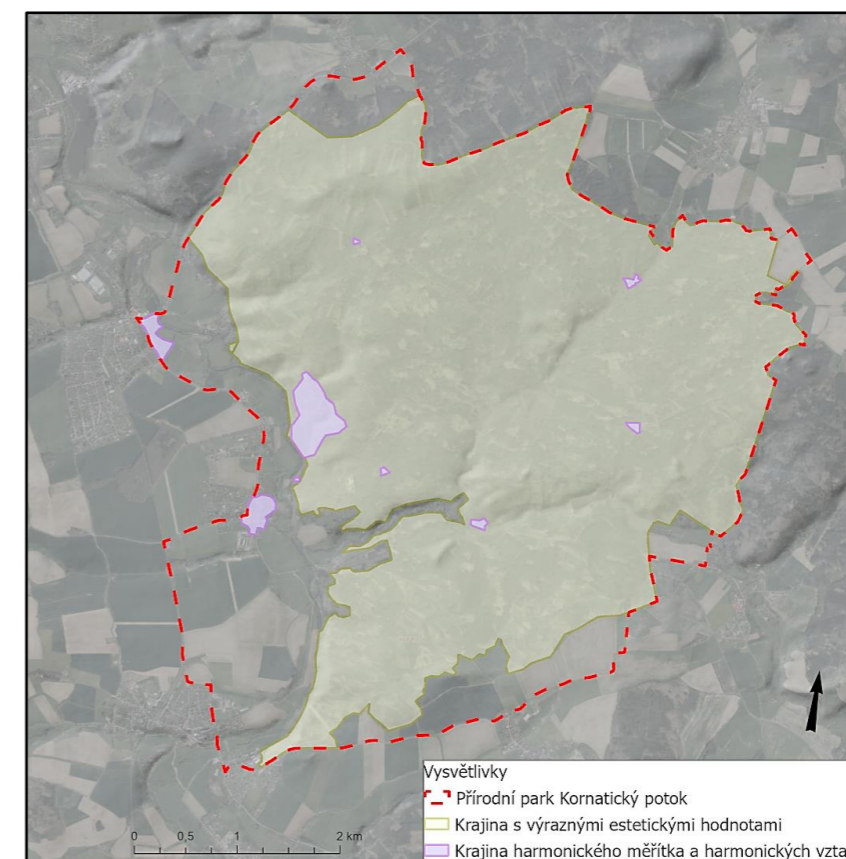 Vysvětlivky
Přírodní park Kornatický potok
Krajina s výraznými estetickými hodnotami
Krajina harmonického měřítka a harmonických vzta
0 0,5 1 2 km